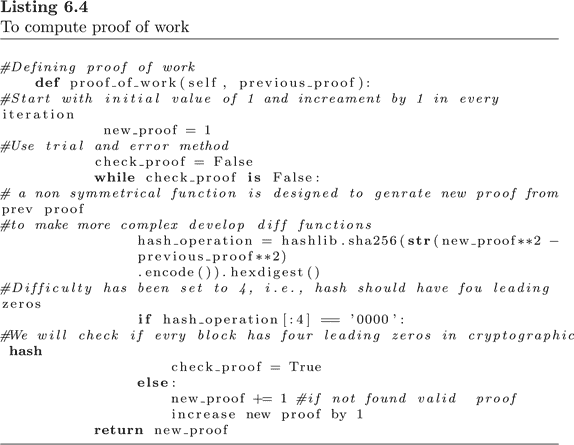 Listing 6.4
To compute proof of work
#Defining proof of work
def proof_of_work(self, previous_proof):
#Start with initial value of 1 and increament by 1 in every
iteration
new_proof = 1
#Use trial and error method
check_proof = False
while check_proof is False:
# a non symmetrical function is designed to genrate new proof from
prev proof
#to make more complex develop diff functions
hash_operation = hashlib.sha256(str(new_proof**2 -
previous_proof**2)
.encode()).hexdigest()
#Difficulty has been set to 4, i.e., hash should have fou leading
zeros
if hash_operation[:4] == '0000':
#We will check if evry block has four leading zeros in cryptographic
hash
check_proof = True
else:
new_proof += 1 #if not found valid proof
increase new proof by 1
return new_proof